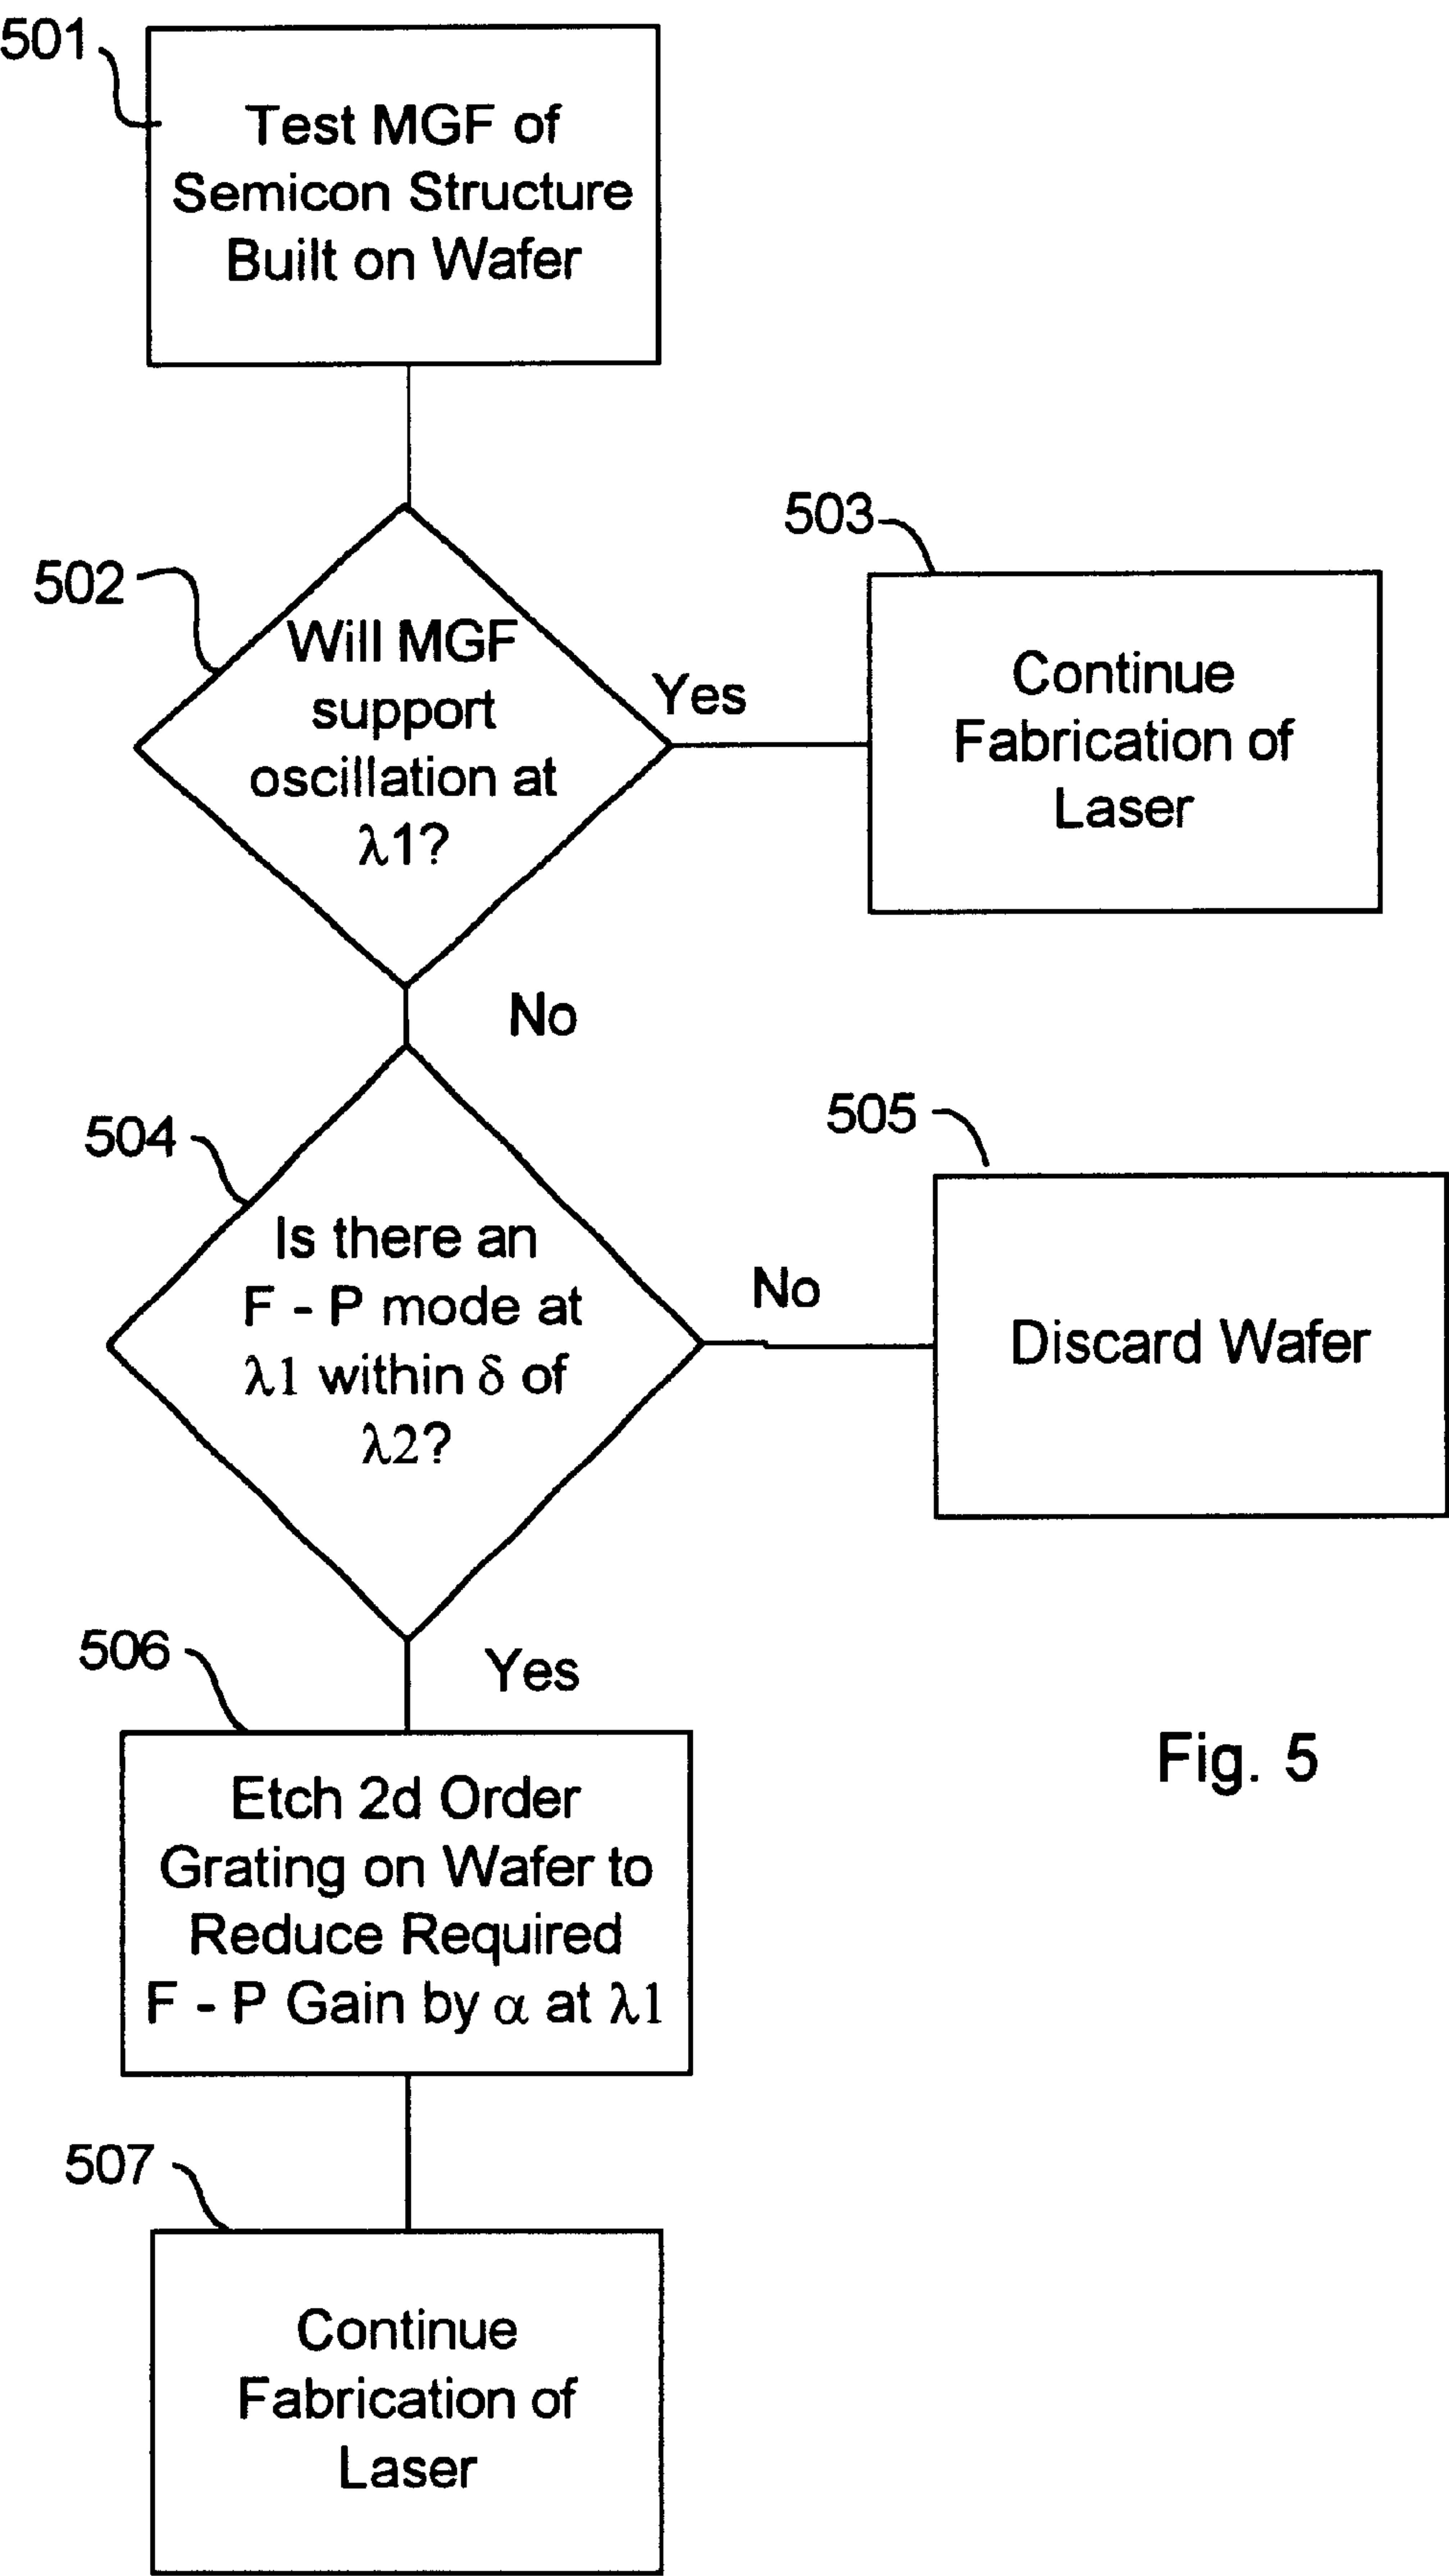 501
Test MGF of
Semicon Structure
Built on Wafer
502
Will MGF
support
oscillation at
λ1?
Yes
503
Continue
Fabrication of
Laser
No
504
Is there an
F - P mode at
λ1 within δ of
λ2?
No
505
Discard Wafer
Yes
506
Etch 2d Order
Grating on Wafer to
Reduce Required
F - P Gain by α at λ1
Fig. 5
507
Continue
Fabrication of
Laser